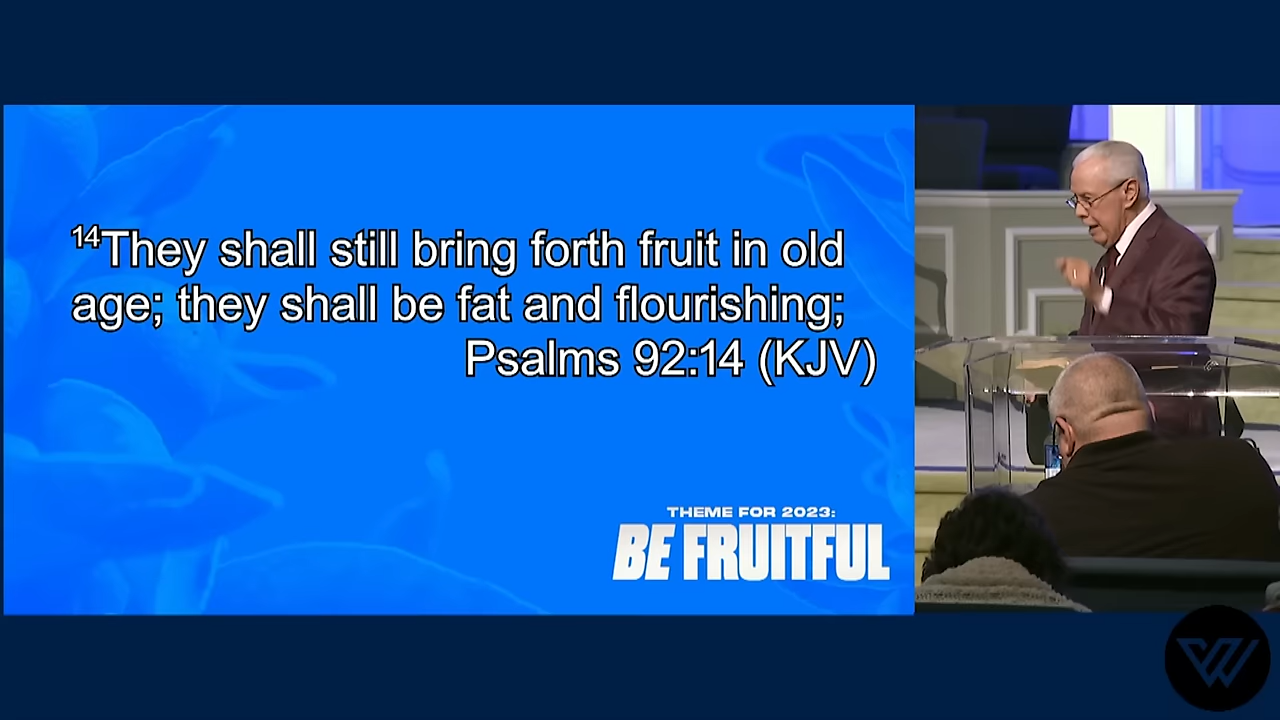 14They shall still bring forth fruit in old
age; they shall be fat and flourishing;
Psalms 92:14 (KJV)
THEME FOR 2023:
BE FRUITFUL